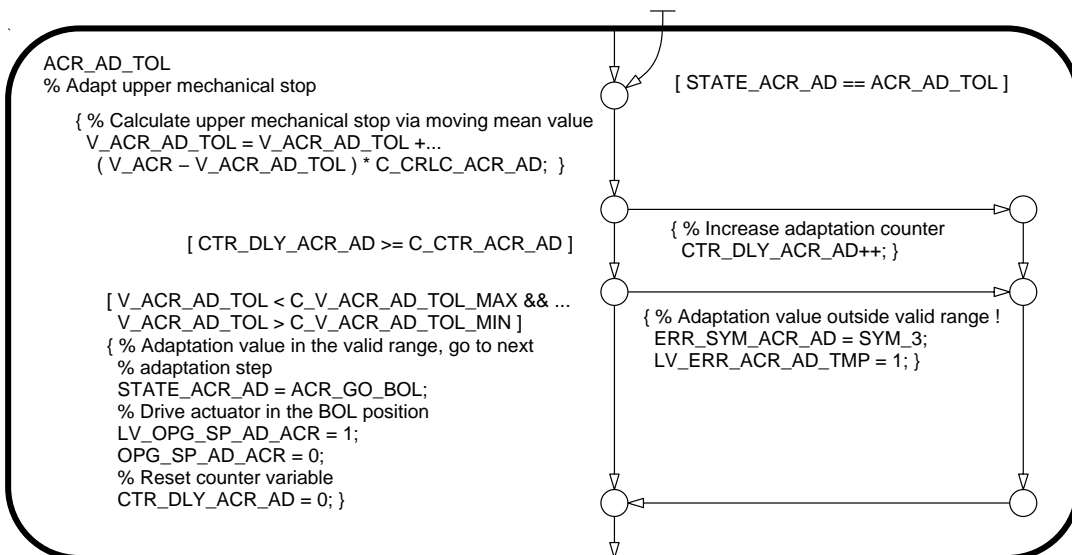 ACR_AD_TOL
% Adapt upper mechanical stop
[ STATE_ACR_AD == ACR_AD_TOL ]
{ % Calculate upper mechanical stop via moving mean value
V_ACR_AD_TOL = V_ACR_AD_TOL +...
( V_ACR – V_ACR_AD_TOL ) * C_CRLC_ACR_AD; }
{ % Increase adaptation counter
CTR_DLY_ACR_AD++; }
[ CTR_DLY_ACR_AD >= C_CTR_ACR_AD ]
[ V_ACR_AD_TOL < C_V_ACR_AD_TOL_MAX && ...
V_ACR_AD_TOL > C_V_ACR_AD_TOL_MIN ]
{ % Adaptation value in the valid range, go to next
% adaptation step
STATE_ACR_AD = ACR_GO_BOL;
% Drive actuator in the BOL position
LV_OPG_SP_AD_ACR = 1;
OPG_SP_AD_ACR = 0;
% Reset counter variable
CTR_DLY_ACR_AD = 0; }
{ % Adaptation value outside valid range !
ERR_SYM_ACR_AD = SYM_3;
LV_ERR_ACR_AD_TMP = 1; }